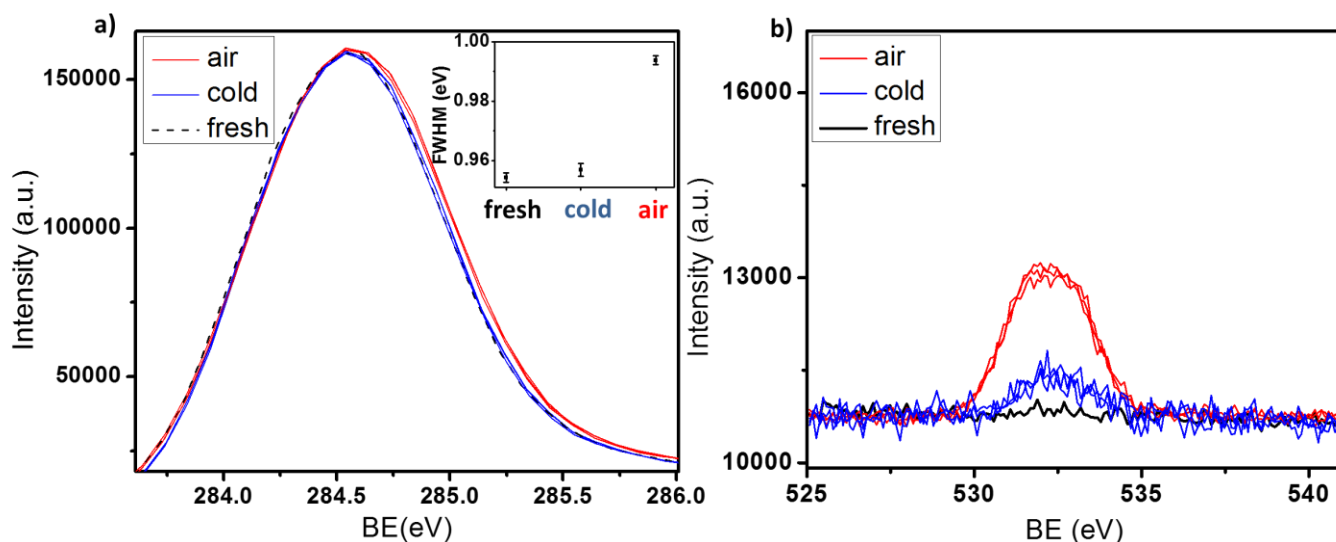 a)
air
cold
fresh
Intensity (a.u.)
150000
100000
50000
284.0
284.5
285.0
285.5
286.0
BE(eV)
FWHM (eV)
1.00
0.98
0.96
fresh
cold
air
b)
air
cold
fresh
Intensity (a.u.)
16000
13000
10000
525
530
535
540
BE (eV)